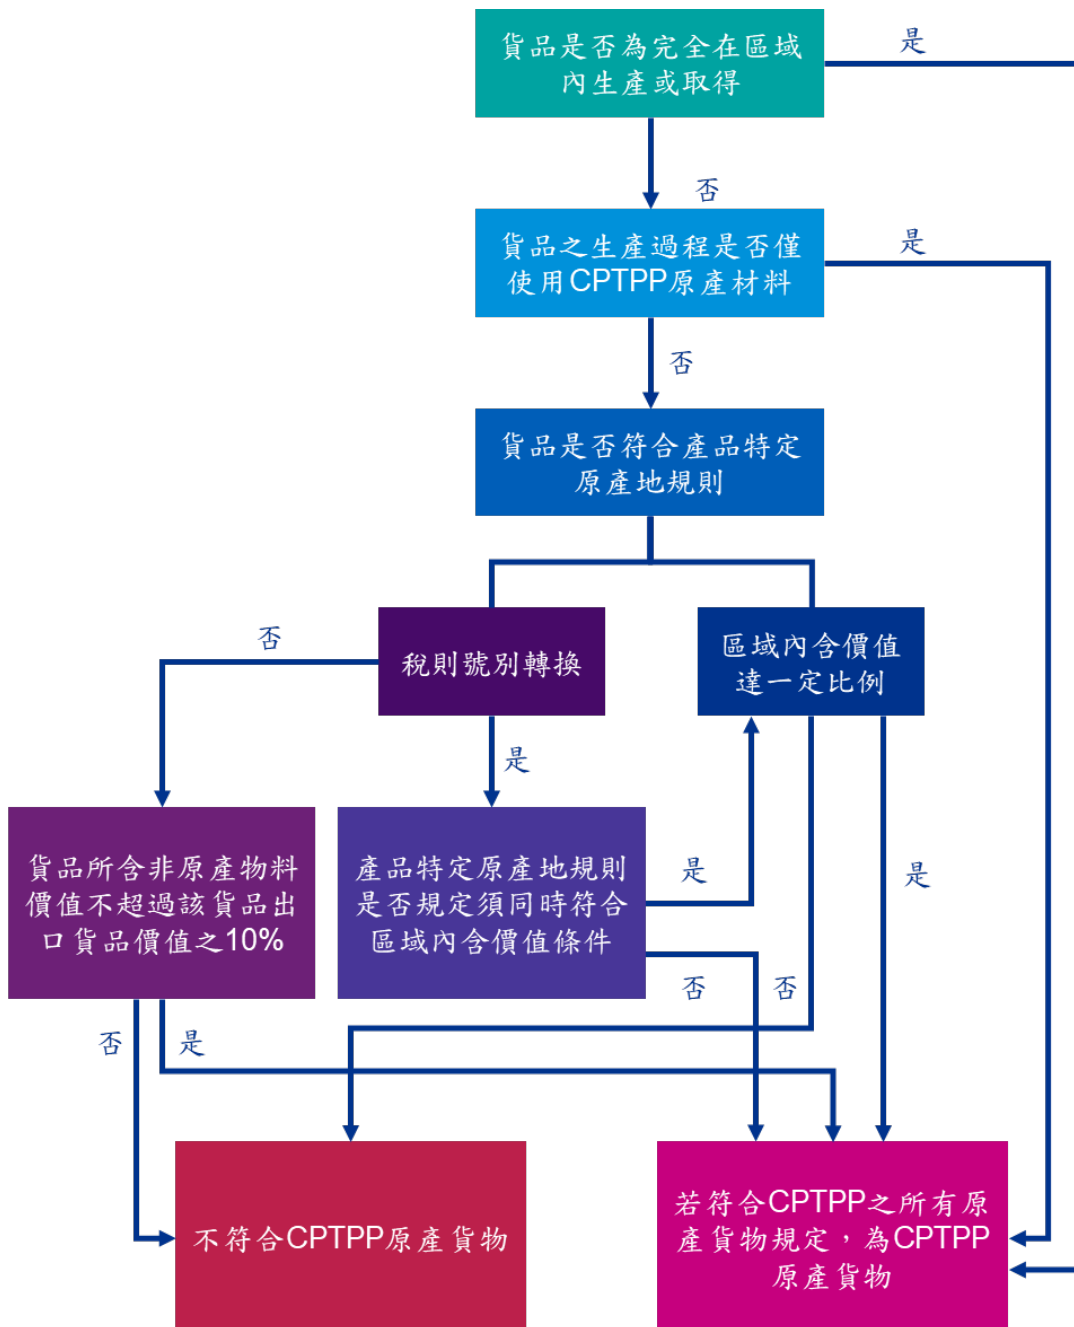 貨品是否為完全在區域
內生產或取得
是
否
貨品之生產過程是否僅
使用CPTPP原產材料
是
否
貨品是否符合產品特定
原產地規則
否
稅則號別轉換
區域內含價值
達一定比例
是
貨品所含非原產物料
價值不超過該貨品出
口貨品價值之10%
產品特定原產地規則
是否規定須同時符合
區域內含價值條件
是
是
否
否
否
是
不符合CPTPP原產貨物
若符合CPTPP之所有原
產貨物規定，為CPTPP
原產貨物